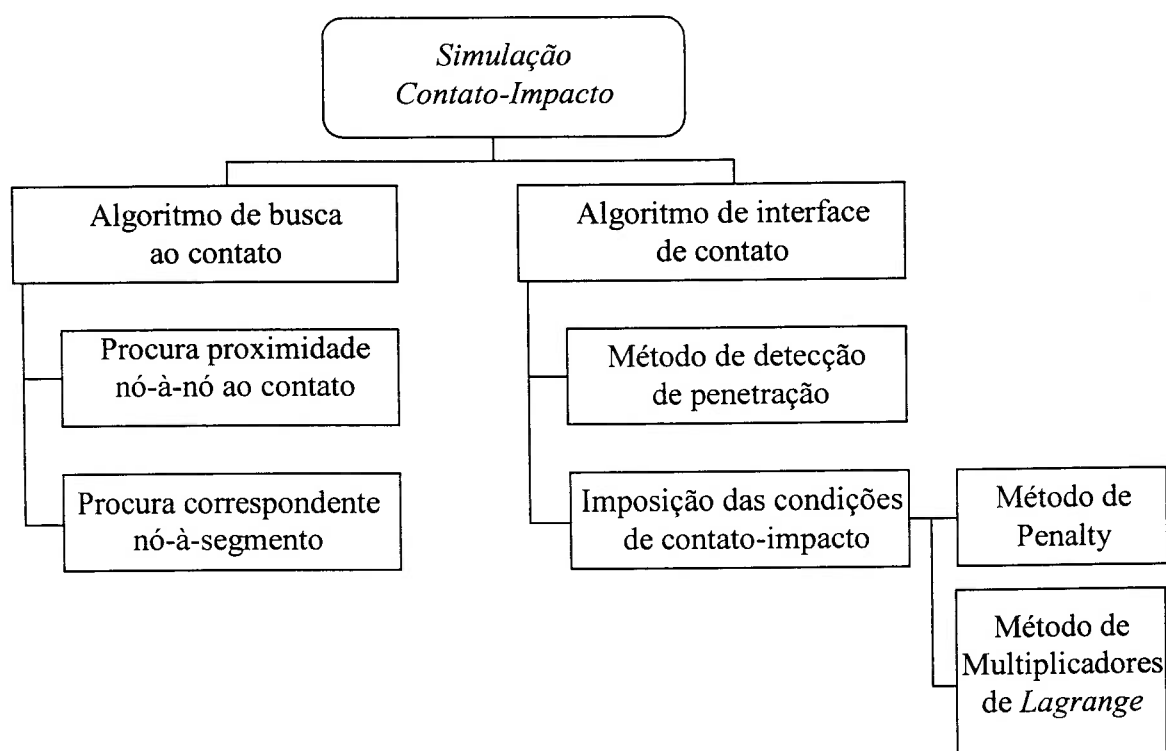 Simulação
Contato-Impacto
Algoritmo de busca
ao contato
Algoritmo de interface
de contato
Procura proximidade
nó-à-nó ao contato
Método de detecção
de penetração
Procura correspondente
nó-à-segmento
Imposição das condições
de contato-impacto
Método de
Penalty
Método de
Multiplicadores
de Lagrange